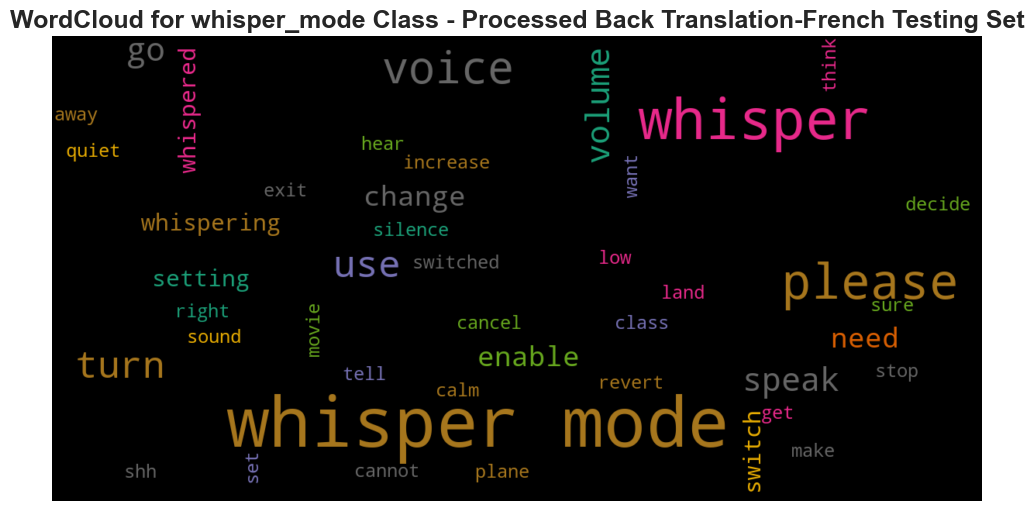 WordCloud for whisper_mode Class - Processed Back Translation-French Testing Set
go
whispered
voice
volume
think
whisper
away
quiet
hear
increase
want
exit
change
decide
whispering
silence
use
switched
low
setting
please
land
right
sure
movie
sound
cancel
class
need
turn
enable
tell
calm
revert
speak
stop
whisper mode
get
switch
make
shh
set
cannot
plane